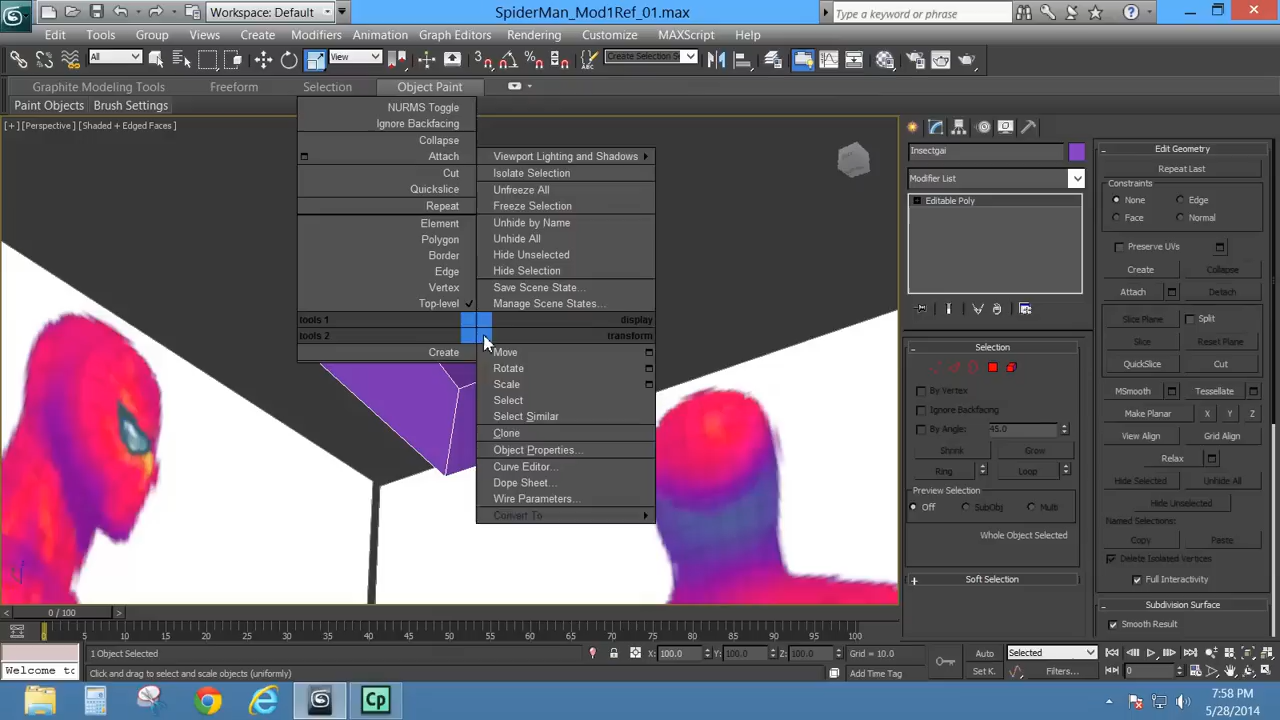 Workspace: Default
SpiderMan_Mod1Ref_01.max
Type a keyword or phrase
Edit Tools Group Views Create Modifiers Animation Graph Editors Rendering Customize MAXScript Help
All View Create Selection Se
Graphite Modeling Tools Freeform Selection Object Paint
Paint Objects Brush Settings
[+] [Perspective] [Shaded + Edged Faces]
NURMS Toggle
Ignore Backfacing
Collapse
Attach
Cut
Quickslice
Repeat
Element
Polygon
Border
Edge
Vertex
Top-level
tools 1
tools 2
Create
Viewport Lighting and Shadows
Isolate Selection
Unfreeze All
Freeze Selection
Unhide by Name
Unhide All
Hide Unselected
Hide Selection
Save Scene State...
Manage Scene States...
display
transform
Move
Rotate
Scale
Select
Select Similar
Clone
Object Properties...
Curve Editor...
Dope Sheet...
Wire Parameters...
Convert To
Insectgai
Modifier List
Editable Poly
Selection
By Vertex
Ignore Backfacing
By Angle: 45.0
Shrink Grow
Ring Loop
Preview Selection
Off SubObj Multi
Whole Object Selected
Soft Selection
Edit Geometry
Repeat Last
Constraints
None Edge
Face Normal
Preserve UVs
Create Collapse
Attach Detach
Slice Plane Split
Slice Reset Plane
QuickSlice Cut
MSmooth Tessellate
Make Planar X Y Z
View Align Grid Align
Relax
Hide Selected Unhide All
Hide Unselected
Named Selections:
Copy Paste
Delete Isolated Vertices
Full Interactivity
Subdivision Surface
Smooth Result
0 / 100
0 5 10 15 20 25 30 35 40 45 50 55 60 65 70 75 80 85 90 95 100
1 Object Selected
X: 100.0 Y: 100.0 Z: 100.0 Grid = 10.0
Auto Selected
Welcome to
Click and drag to select and scale objects (uniformly)
Add Time Tag
Set K. Filters... 0
Cp
7:58 PM
5/28/2014